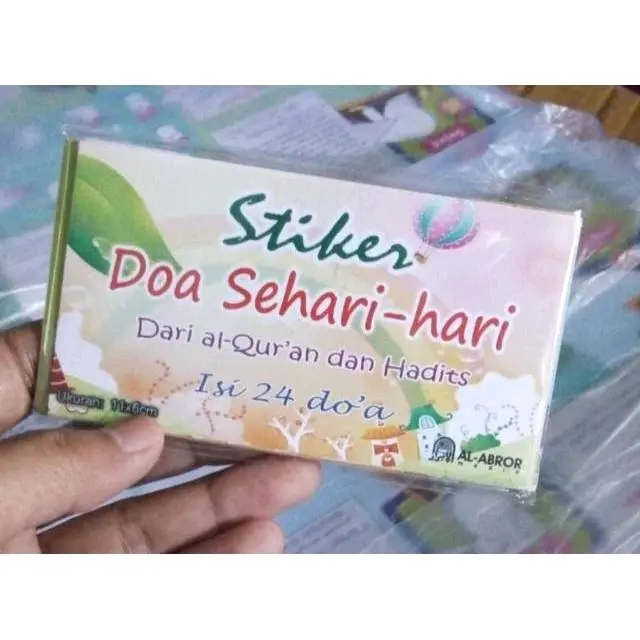 Stiker
Doa Sehari-hari
Dari al-Qur'an dan Hadits
Isi 24 do'a
Ukuran: 11x6cm
AL-ABROR